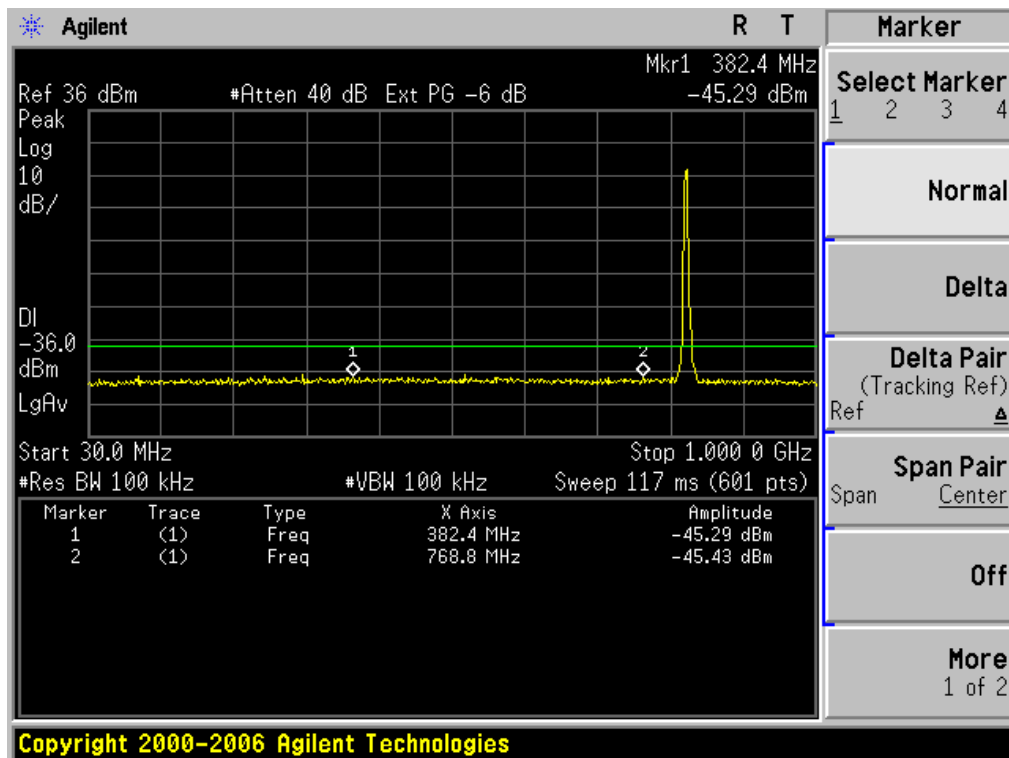 Agilent R T
Mkr1 382.4 MHz
Ref 36 dBm #Atten 40 dB Ext PG -6 dB -45.29 dBm
Peak
Log
10
dB/
DI
-36.0
dBm
LgAv
1 2
Start 30.0 MHz Stop 1.000 0 GHz
#Res BW 100 kHz #VBW 100 kHz Sweep 117 ms (601 pts)
Marker Trace Type X Axis Amplitude
1 (1) Freq 382.4 MHz -45.29 dBm
2 (1) Freq 768.8 MHz -45.43 dBm
Marker
Select Marker
1 2 3 4
Normal
Delta
Delta Pair
(Tracking Ref)
Ref Δ
Span Pair
Span Center
Off
More
1 of 2
Copyright 2000-2006 Agilent Technologies